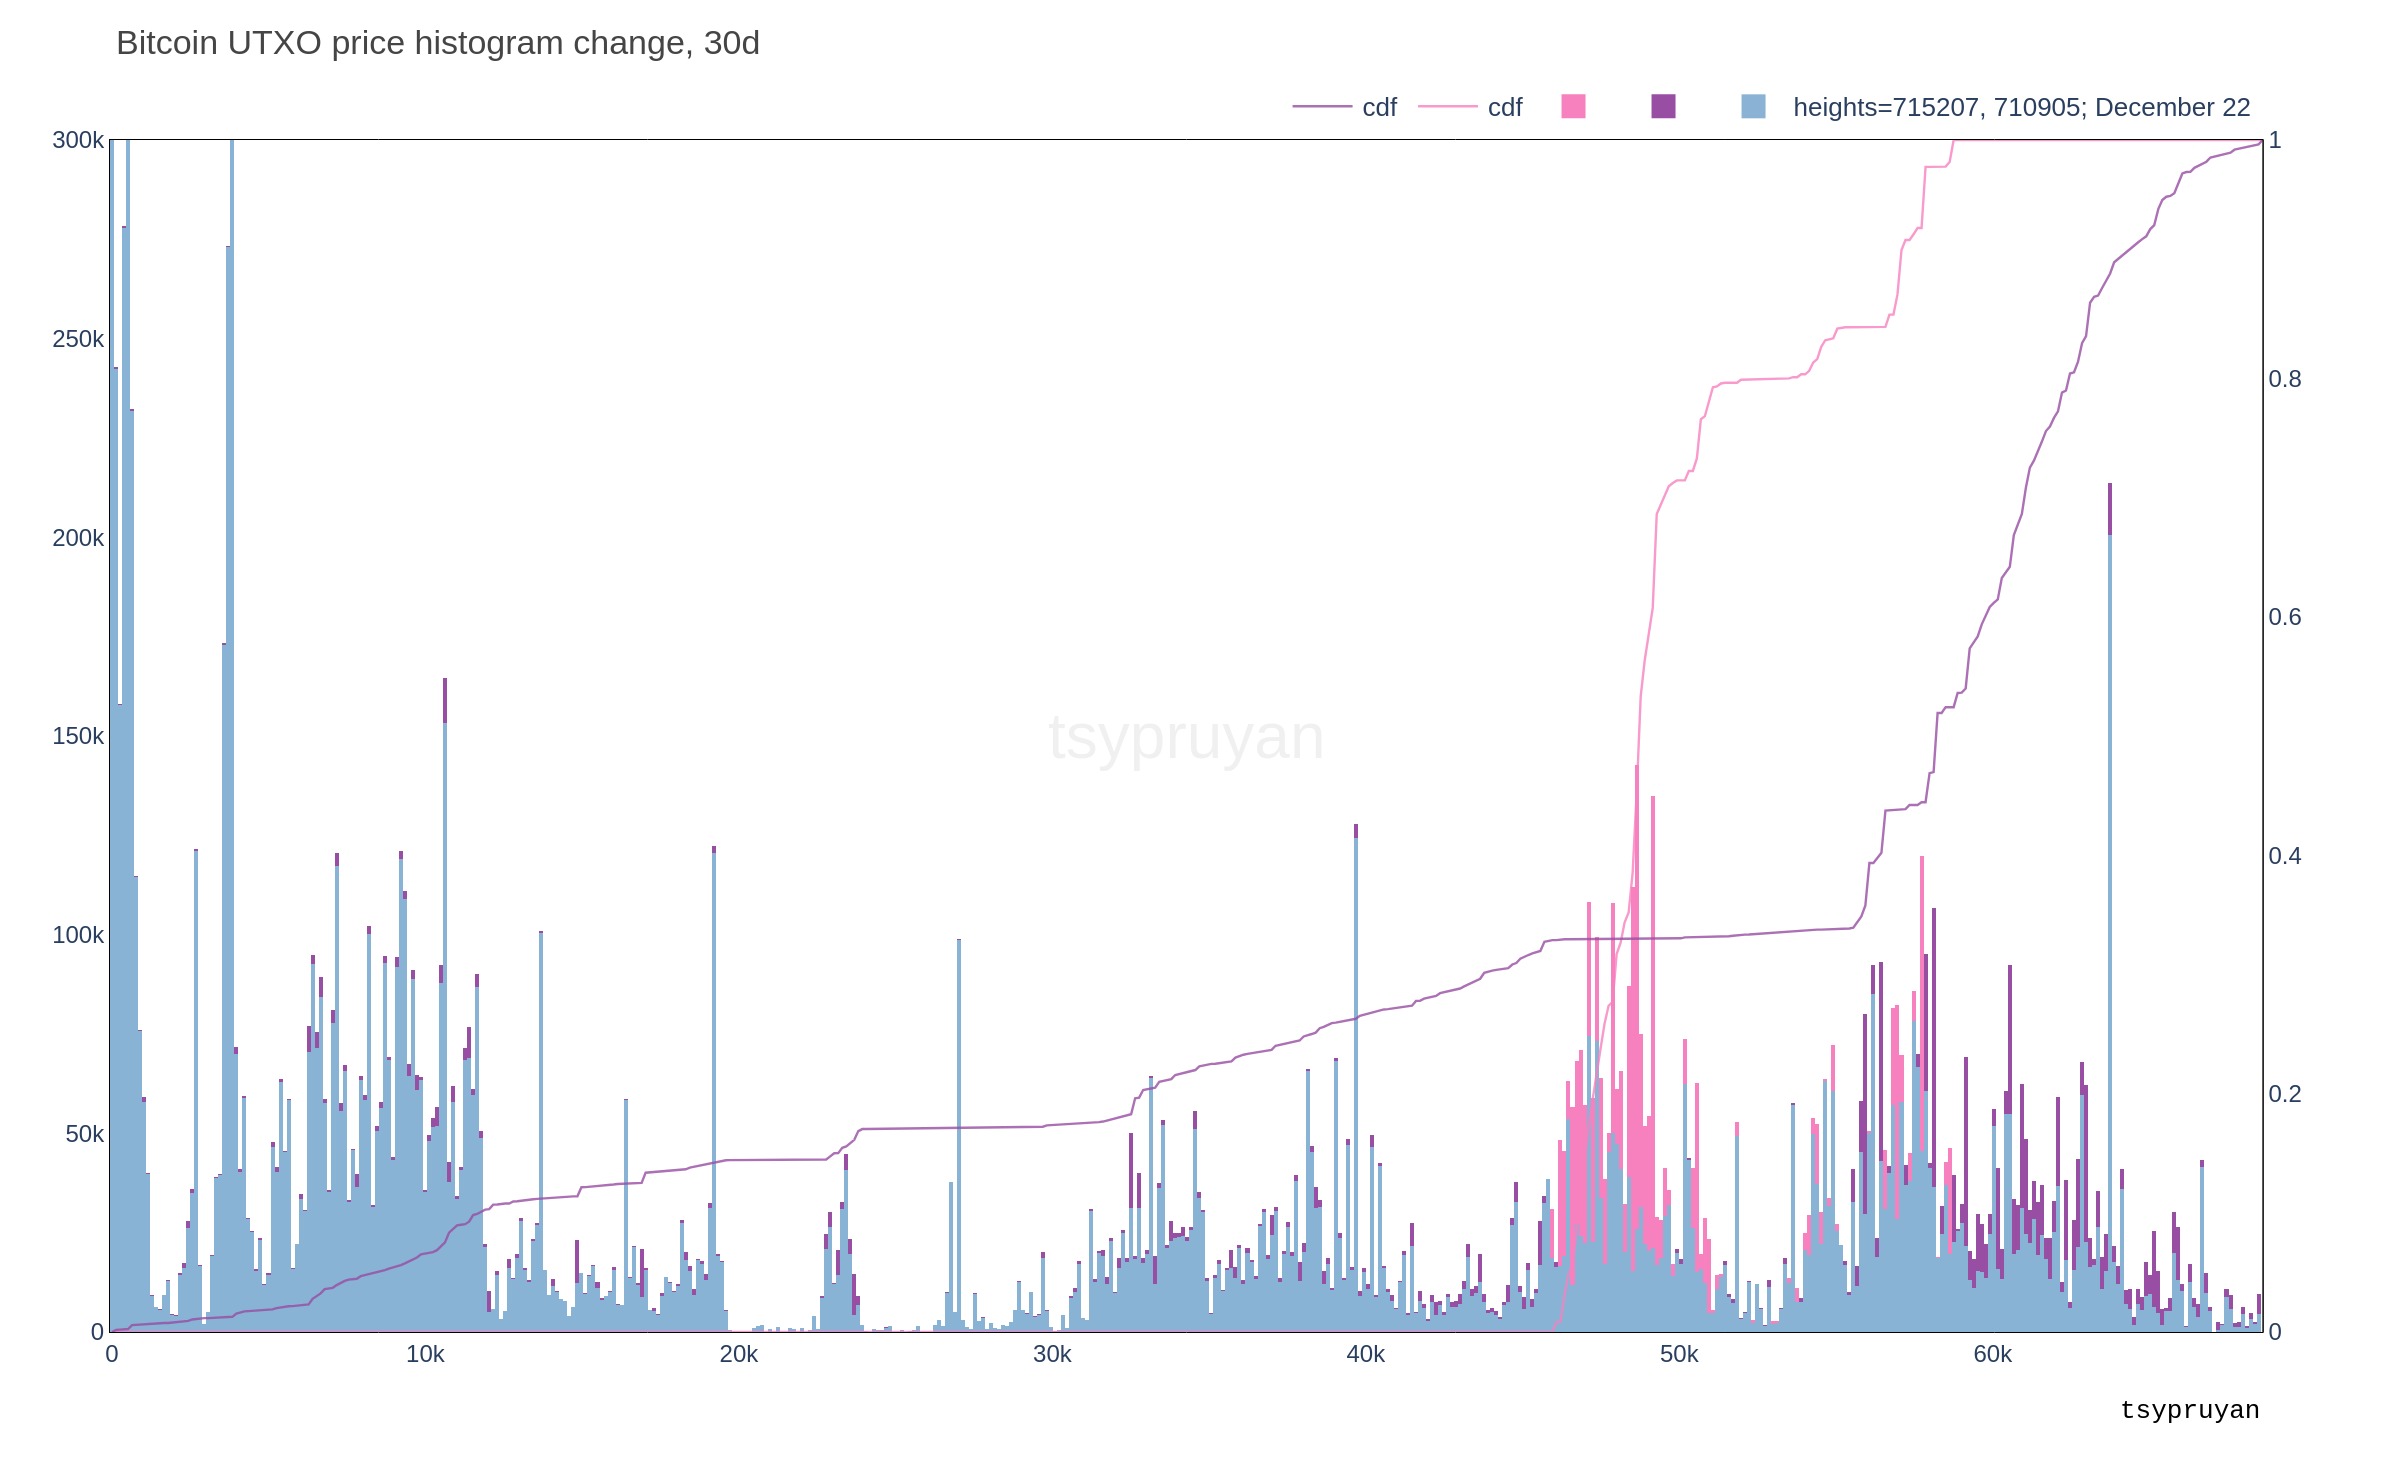 Bitcoin UTXO price histogram change, 30d
cdf cdf heights=715207, 710905; December 22
300k 1
250k
0.8
200k
0.6
150k
tsypruyan
0.4
100k
0.2
50k
0 0
0 10k 20k 30k 40k 50k 60k
tsypruyan